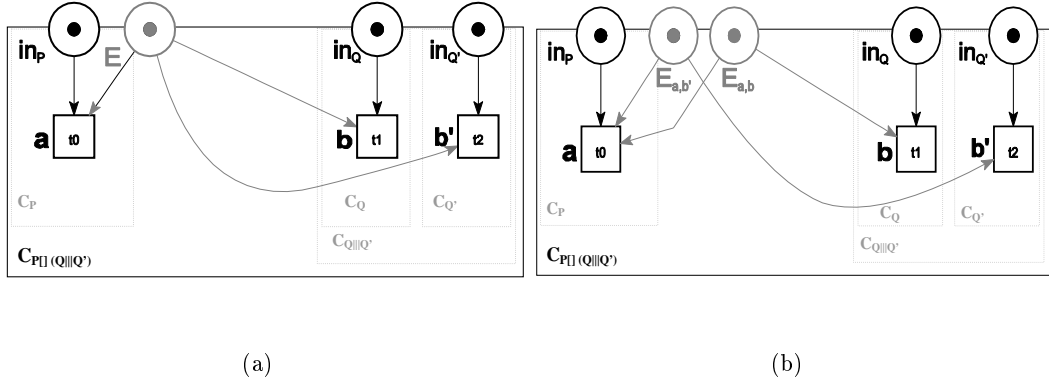 in_P E in_Q in_Q'
a t0 b t1 b' t2
C_P C_Q C_Q'
C_Q|||Q'
C_P[] (Q|||Q')
(a)
in_P E_a,b' E_a,b in_Q in_Q'
a t0 b t1 b' t2
C_P C_Q C_Q'
C_Q|||Q'
C_P[] (Q|||Q')
(b)